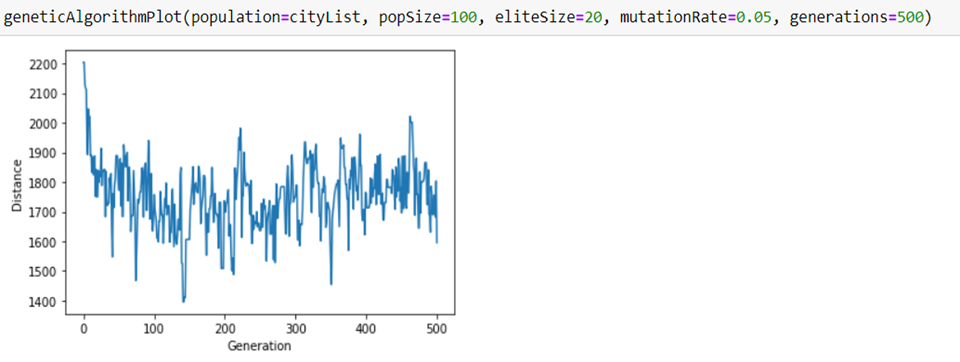 geneticAlgorithmPlot(population=cityList, popSize=100, eliteSize=20, mutationRate=0.05, generations=500)
2200
2100
2000
1900
1800
1700
1600
1500
1400
Distance
0 100 200 300 400 500
Generation